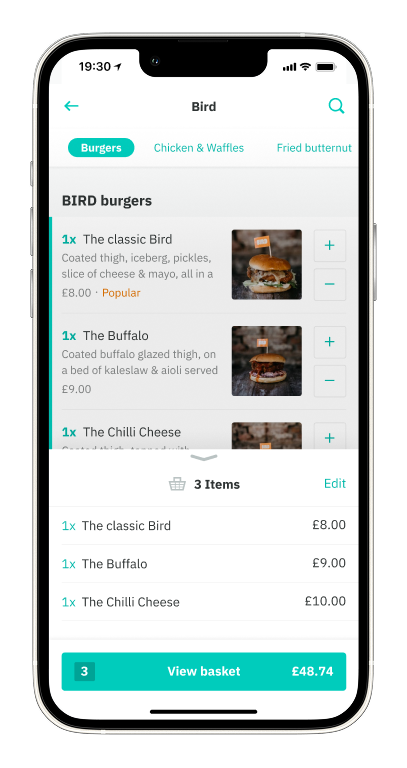 19:30
Bird
Burgers Chicken & Waffles Fried butternut
BIRD burgers
1x The classic Bird
Coated thigh, iceberg, pickles,
slice of cheese & mayo, all in a
£8.00 · Popular
1x The Buffalo
Coated buffalo glazed thigh, on
a bed of kaleslaw & aioli served
£9.00
1x The Chilli Cheese
Coated thigh, topped with
3 Items Edit
1x The classic Bird £8.00
1x The Buffalo £9.00
1x The Chilli Cheese £10.00
3 View basket £48.74